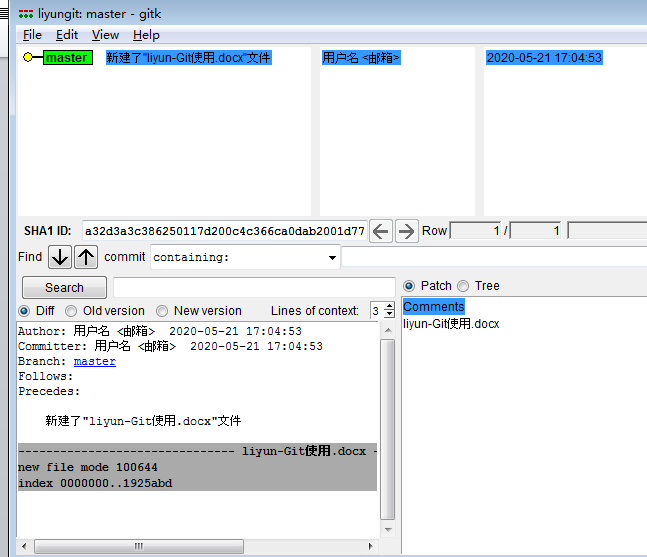 liyungit: master - gitk
File Edit View Help
master 新建了"liyun-Git使用.docx"文件 用户名 <邮箱> 2020-05-21 17:04:53
SHA1 ID: a32d3a3c386250117d200c4c366ca0dab2001d77 Row 1 / 1
Find commit containing:
Search Patch Tree
Diff Old version New version Lines of context: 3 Comments
Author: 用户名 <邮箱> 2020-05-21 17:04:53 liyun-Git使用.docx
Committer: 用户名 <邮箱> 2020-05-21 17:04:53
Branch: master
Follows:
Precedes:
新建了"liyun-Git使用.docx"文件
------------------------------- liyun-Git使用.docx -
new file mode 100644
index 0000000..1925abd